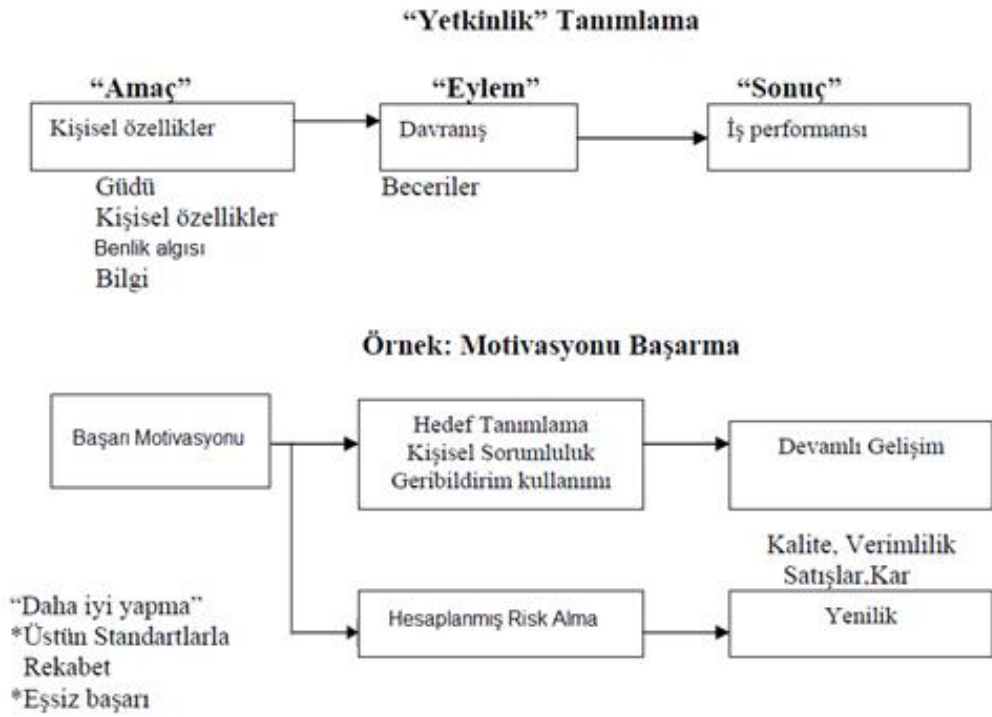 “Yetkinlik” Tanımlama
“Amaç”
“Eylem”
“Sonuç”
Kişisel özellikler
Davranış
İş performansı
Güdü
Kişisel özellikler
Benlik algısı
Bilgi
Beceriler
Örnek: Motivasyonu Başarma
Başarı Motivasyonu
Hedef Tanımlama
Kişisel Sorumluluk
Geribildirim kullanımı
Devamlı Gelişim
Kalite, Verimlilik
Satışlar,Kar
“Daha iyi yapma”
*Üstün Standartlarla
Rekabet
*Eşsiz başarı
Hesaplanmış Risk Alma
Yenilik